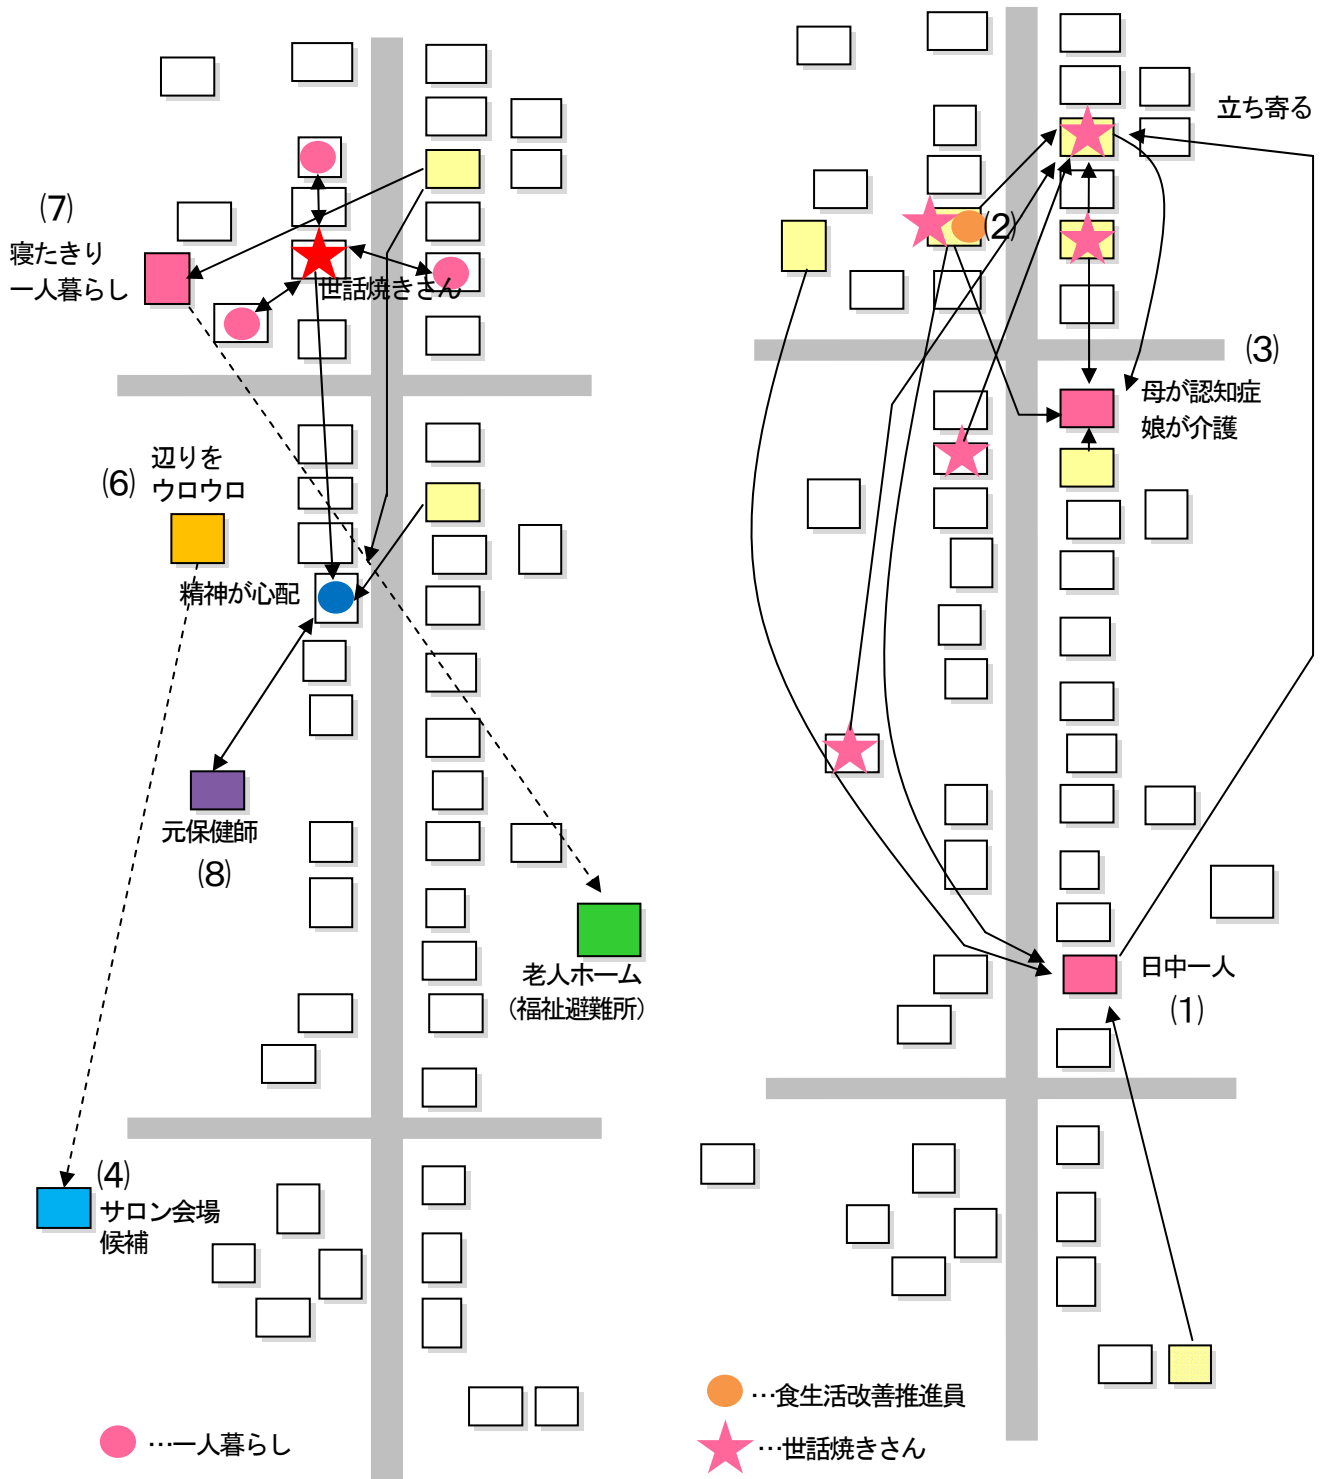 (7)
寝たきり
一人暮らし
世話焼きさん
(6)
辺りを
ウロウロ
精神が心配
元保健師
(8)
老人ホーム
(福祉避難所)
(4)
サロン会場
候補
…一人暮らし
立ち寄る
(2)
(3)
母が認知症
娘が介護
日中一人
(1)
…食生活改善推進員
…世話焼きさん